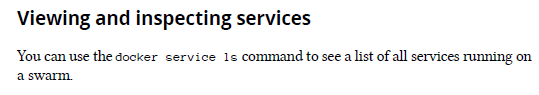 Viewing and inspecting services
You can use the docker service ls command to see a list of all services running on
a swarm.